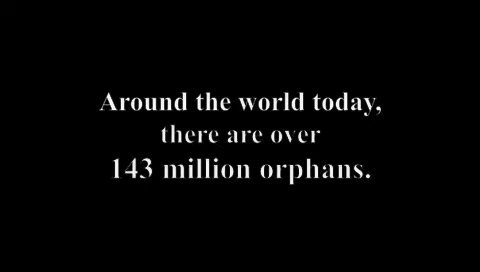 Around the world today,
there are over
143 million orphans.